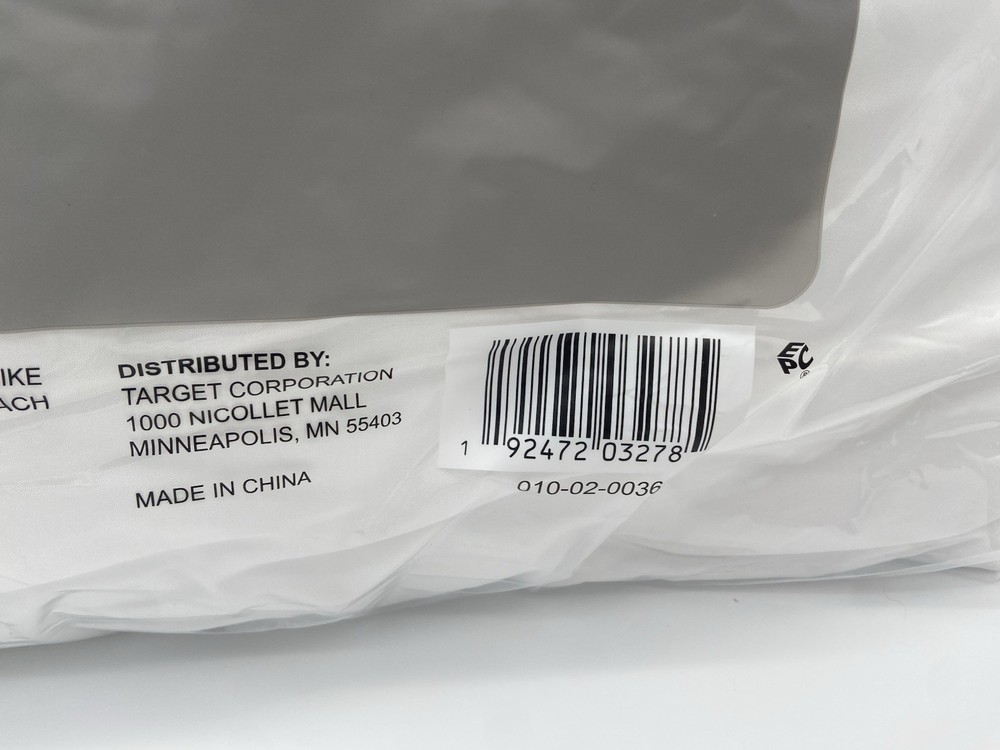 IKE
ACH
DISTRIBUTED BY:
TARGET CORPORATION
1000 NICOLLET MALL
MINNEAPOLIS, MN 55403
MADE IN CHINA
1 92472 03278
010-02-0036
EPC®